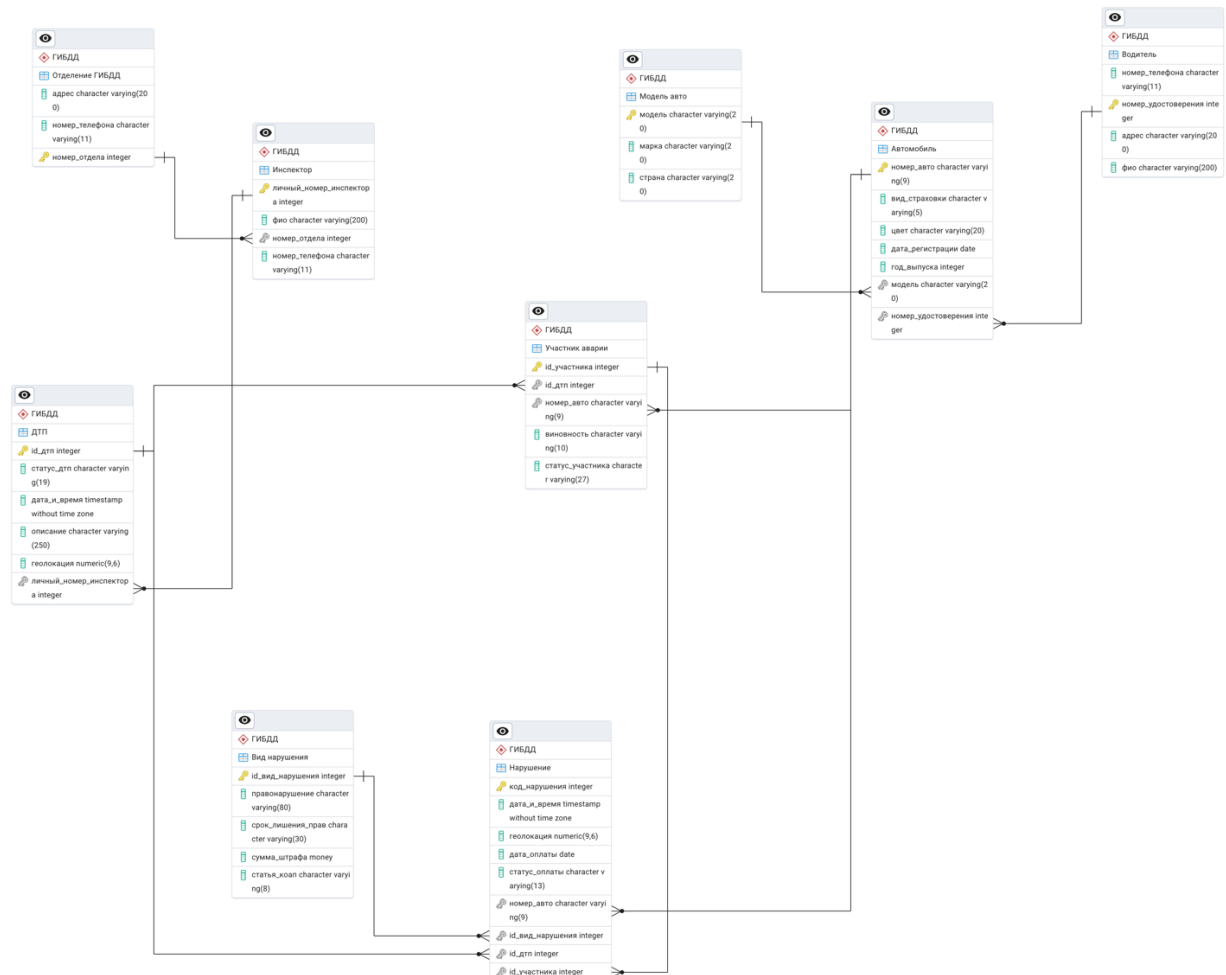 ГИБДД
Отделение ГИБДД
адрес character varying(20
0)
номер_телефона character
varying(11)
номер_отдела integer
ГИБДД
Инспектор
личный_номер_инспектор
а integer
фио character varying(200)
номер_отдела integer
номер_телефона character
varying(11)
ГИБДД
Модель авто
модель character varying(2
0)
марка character varying(2
0)
страна character varying(2
0)
ГИБДД
Автомобиль
номер_авто character varyi
ng(9)
вид_страховки character v
arying(5)
цвет character varying(20)
дата_регистрации date
год_выпуска integer
модель character varying(2
0)
номер_удостоверения inte
ger
ГИБДД
Водитель
номер_телефона character
varying(11)
номер_удостоверения inte
ger
адрес character varying(20
0)
фио character varying(200)
ГИБДД
Участник аварии
id_участника integer
id_дтп integer
номер_авто character varyi
ng(9)
виновность character varyi
ng(10)
статус_участника characte
r varying(27)
ГИБДД
ДТП
id_дтп integer
статус_дтп character varyin
g(19)
дата_и_время timestamp
without time zone
описание character varying
(250)
геолокация numeric(9,6)
личный_номер_инспектор
а integer
ГИБДД
Вид нарушения
id_вид_нарушения integer
правонарушение character
varying(80)
срок_лишения_прав chara
cter varying(30)
сумма_штрафа money
статья_коап character varyi
ng(8)
ГИБДД
Нарушение
код_нарушения integer
дата_и_время timestamp
without time zone
геолокация numeric(9,6)
дата_оплаты date
статус_оплаты character v
arying(13)
номер_авто character varyi
ng(9)
id_вид_нарушения integer
id_дтп integer
id_участника integer